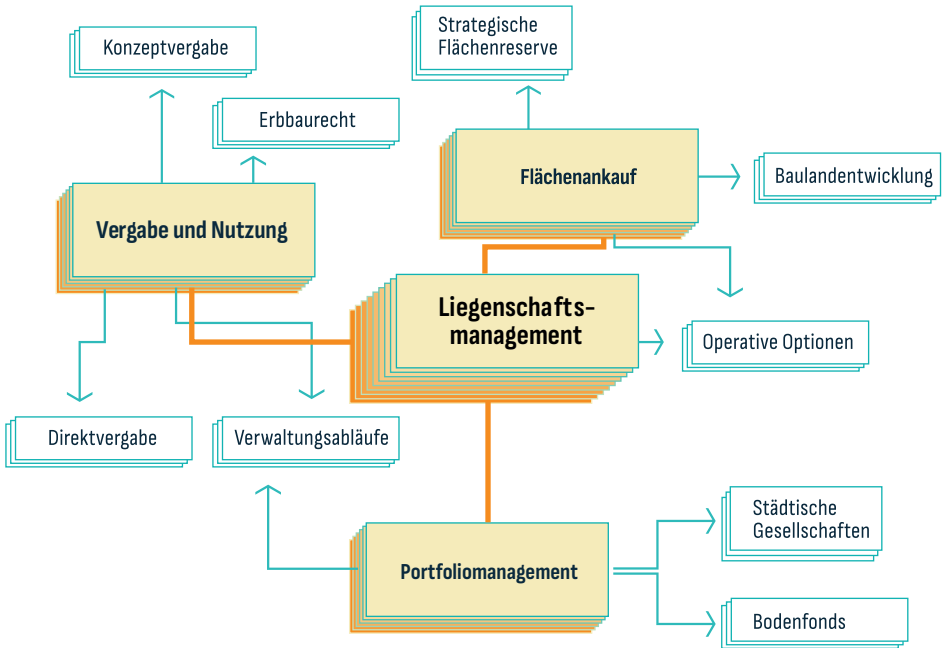 Konzeptvergabe
Strategische
Flächenreserve
Erbbaurecht
Flächenankauf
Baulandentwicklung
Vergabe und Nutzung
Liegenschafts-
management
Operative Optionen
Direktvergabe
Verwaltungsabläufe
Städtische
Gesellschaften
Portfoliomanagement
Bodenfonds